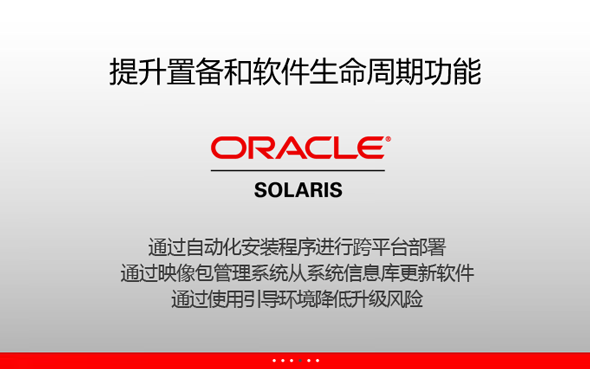 提升置备和软件生命周期功能
ORACLE®
SOLARIS
通过自动化安装程序进行跨平台部署
通过映像包管理系统从系统信息库更新软件
通过使用引导环境降低升级风险